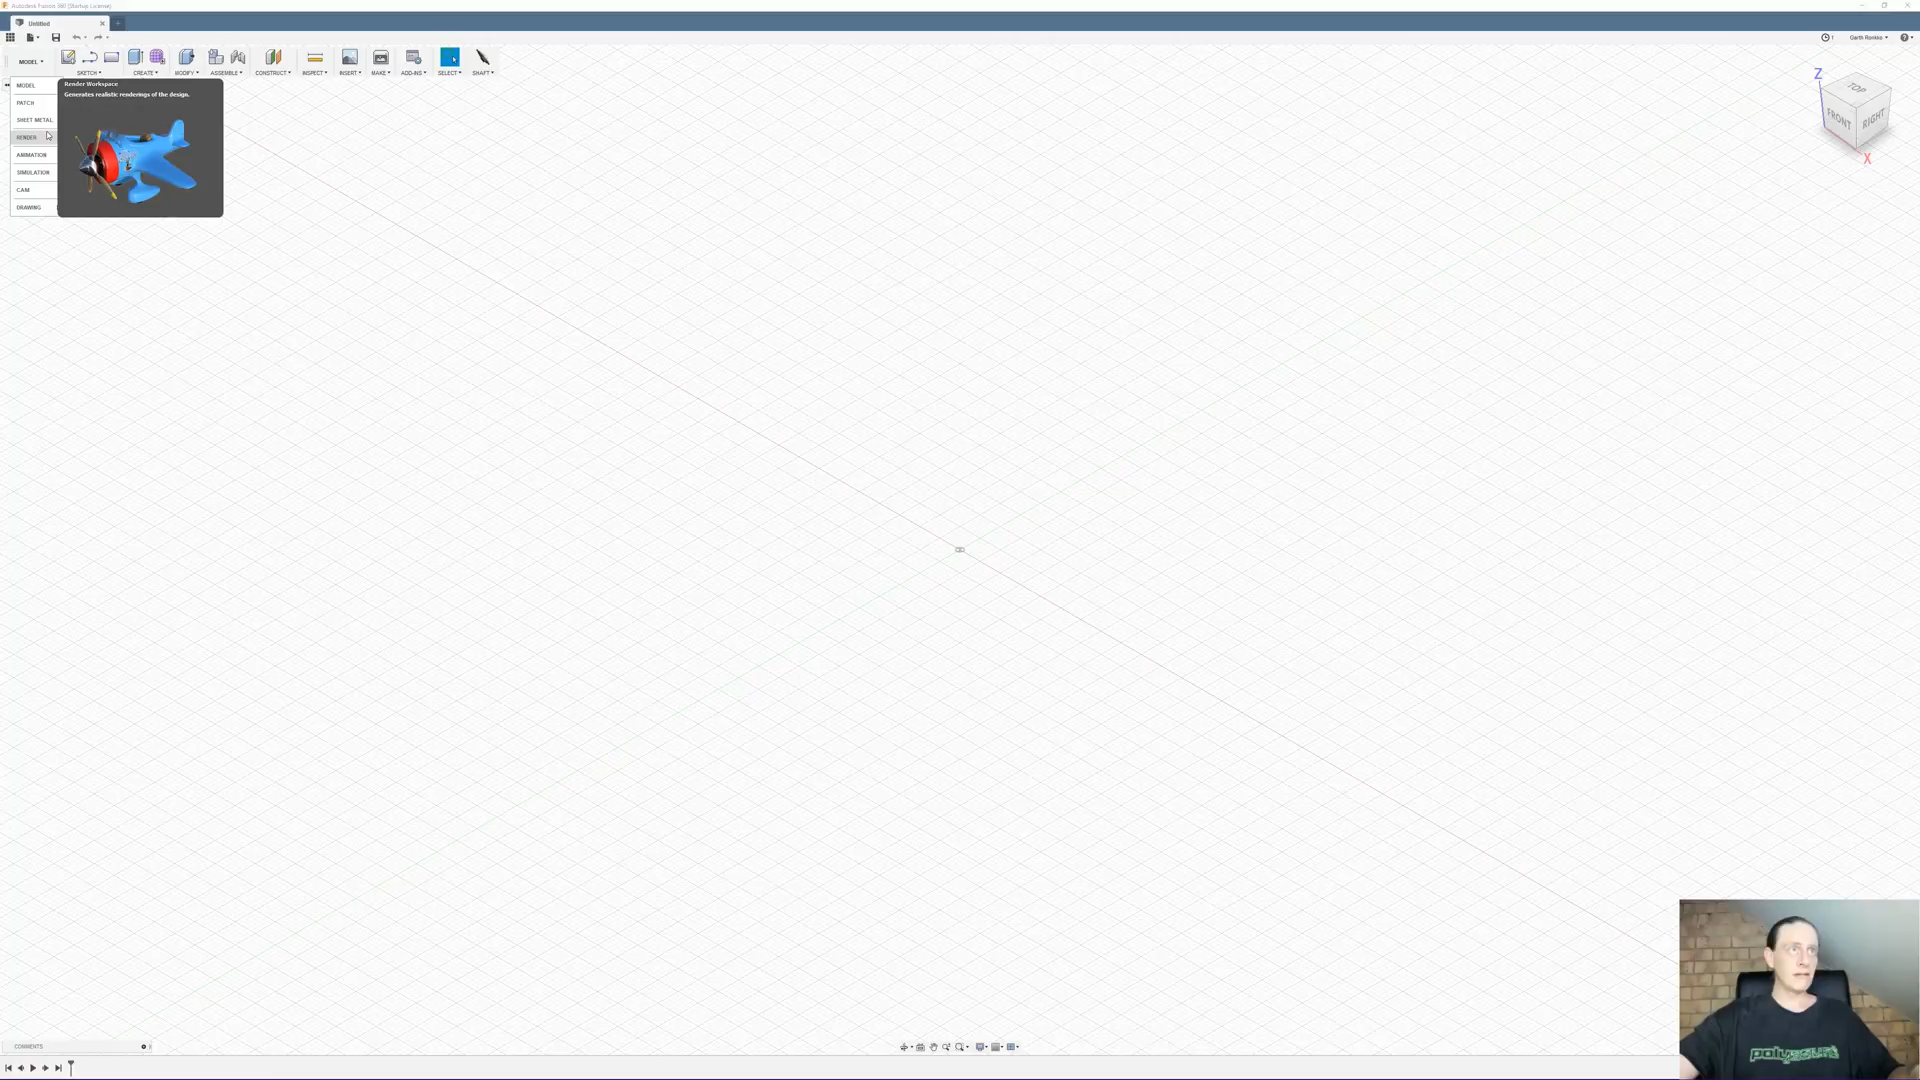 Autodesk Fusion 360 (Startup License)
Untitled
Garth Ronkko
MODEL
SKETCH
CREATE
MODIFY
ASSEMBLE
CONSTRUCT
INSPECT
INSERT
MAKE
ADD-INS
SELECT
SHAFT
MODEL
PATCH
SHEET METAL
RENDER
ANIMATION
SIMULATION
CAM
DRAWING
Render Workspace
Generates realistic renderings of the design.
Z
TOP
FRONT
RIGHT
X
COMMENTS